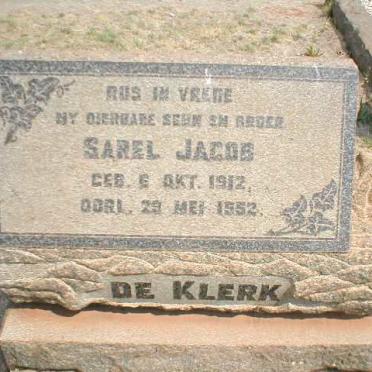 RUS IN VREDE
MY DIERBARE SEUN EN BROER
SAREL JACOB
GEB. 6 OKT. 1912,
OORL. 29 MEI 1952.
DE KLERK